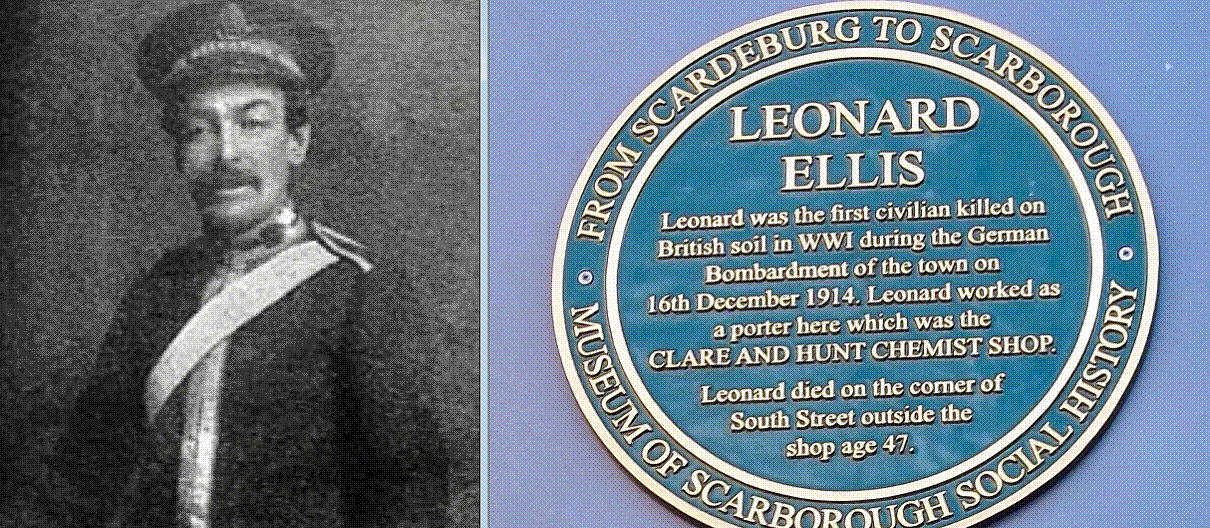 FROM SCARDEBURG TO SCARBOROUGH
LEONARD
ELLIS
Leonard was the first civilian killed on
British soil in WWI during the German
Bombardment of the town on
16th December 1914. Leonard worked as
a porter here which was the
CLARE AND HUNT CHEMIST SHOP.
Leonard died on the corner of
South Street outside the
shop age 47.
MUSEUM OF SCARBOROUGH SOCIAL HISTORY